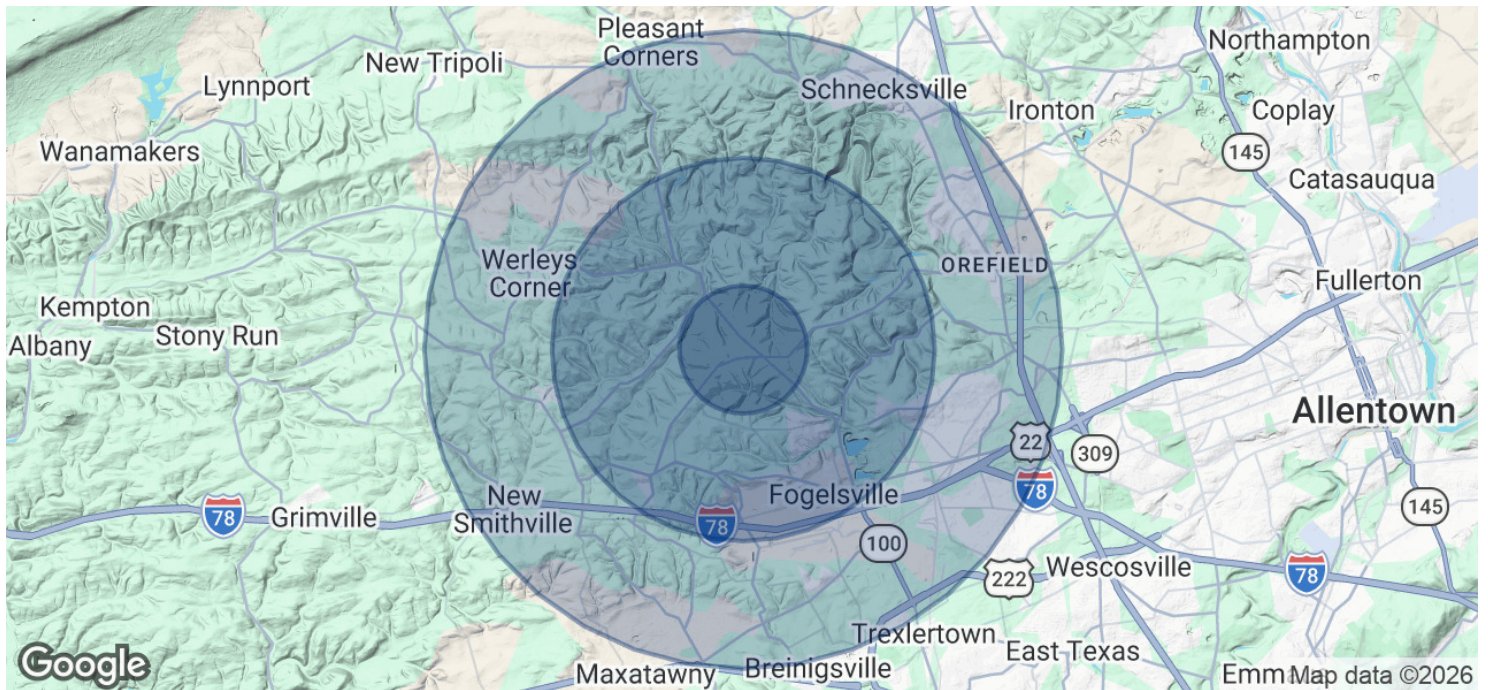 Pleasant
Corners
Northampton
New Tripoli
Lynnport
Schnecksville
Ironton
Coplay
Wanamakers
145
Catasauqua
Werleys
Corner
OREFIELD
Fullerton
Kempton
Albany
Stony Run
Allentown
22
309
78
New
Smithville
Fogelsville
78
Grimville
78
145
100
Wescosville
222
78
Trexlertown
East Texas
Google
Maxatawny
Breinigsville
Emm
Map data ©2026